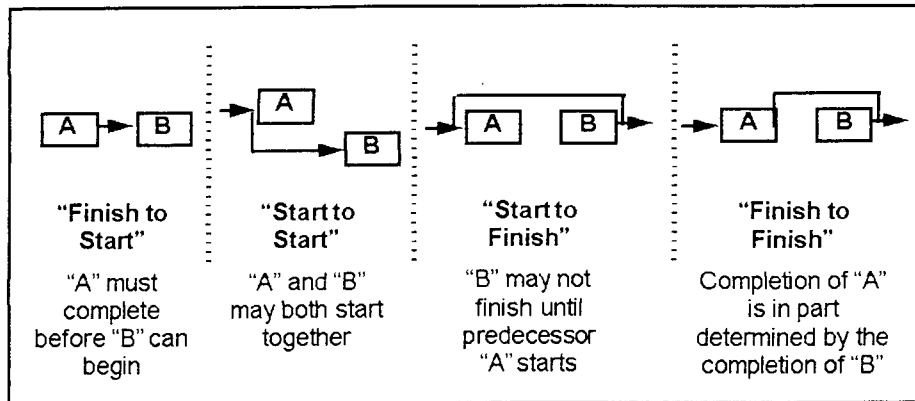 A
B
"Finish to
Start"
"A" must
complete
before "B" can
begin
A
B
"Start to
Start"
"A" and "B"
may both start
together
A
B
"Start to
Finish"
"B" may not
finish until
predecessor
"A" starts
A
B
"Finish to
Finish"
Completion of "A"
is in part
determined by the
completion of "B"